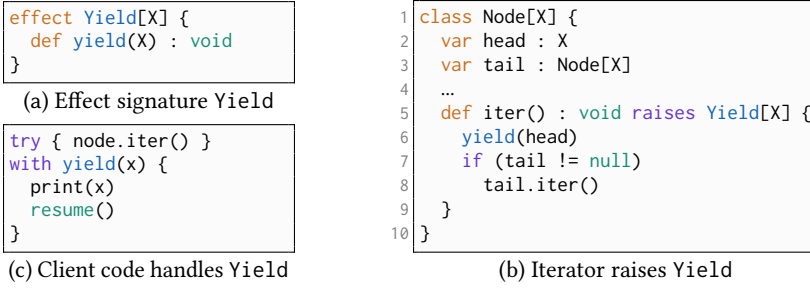 effect Yield[X] {
def yield(X) : void
}
(a) Effect signature Yield
try { node.iter() }
with yield(x) {
print(x)
resume()
}
(c) Client code handles Yield
1 class Node[X] {
2 var head : X
3 var tail : Node[X]
4 …
5 def iter() : void raises Yield[X] {
6 yield(head)
7 if (tail != null)
8 tail.iter()
9 }
10 }
(b) Iterator raises Yield